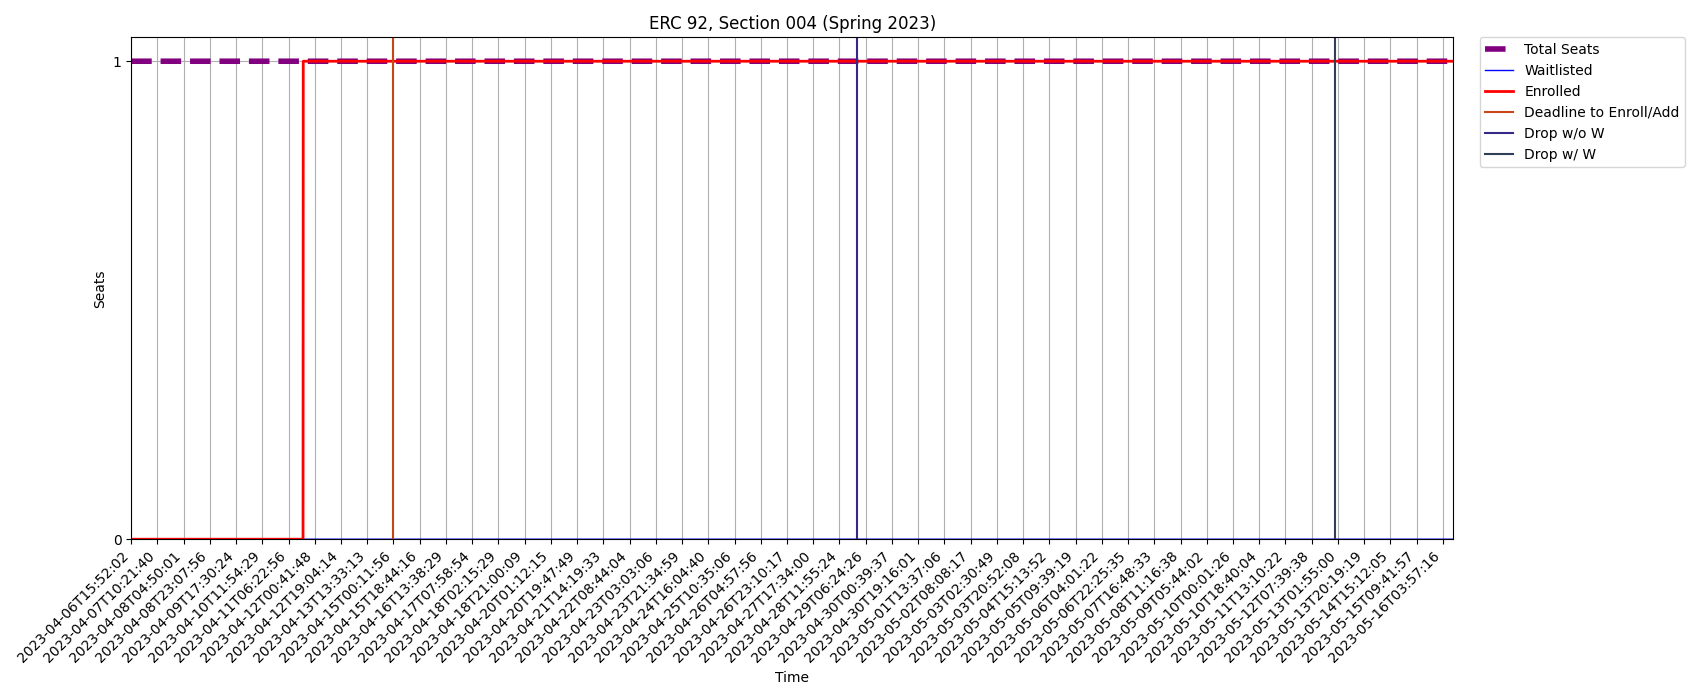 ERC 92, Section 004 (Spring 2023)
Total Seats
Waitlisted
Enrolled
Deadline to Enroll/Add
Drop w/o W
Drop w/ W
1
0
Seats
2023-04-06T15:52:02
2023-04-07T10:21:40
2023-04-08T04:50:01
2023-04-08T23:07:56
2023-04-09T17:30:24
2023-04-10T11:54:29
2023-04-11T06:22:56
2023-04-12T00:41:48
2023-04-12T19:04:14
2023-04-13T13:33:13
2023-04-15T00:11:56
2023-04-15T18:44:16
2023-04-16T13:38:29
2023-04-17T07:58:54
2023-04-18T02:15:29
2023-04-18T21:00:09
2023-04-20T01:12:15
2023-04-20T19:47:49
2023-04-21T14:19:33
2023-04-22T08:44:04
2023-04-23T03:03:06
2023-04-23T21:34:59
2023-04-24T16:04:40
2023-04-25T10:35:06
2023-04-26T04:57:56
2023-04-26T23:10:17
2023-04-27T17:34:00
2023-04-28T11:55:24
2023-04-29T06:24:26
2023-04-30T00:39:37
2023-04-30T19:16:01
2023-05-01T13:37:06
2023-05-02T08:08:17
2023-05-03T02:30:49
2023-05-03T20:52:08
2023-05-04T15:13:52
2023-05-05T09:39:19
2023-05-06T04:01:22
2023-05-06T22:25:35
2023-05-07T16:48:33
2023-05-08T11:16:38
2023-05-09T05:44:02
2023-05-10T00:01:26
2023-05-10T18:40:04
2023-05-11T13:10:22
2023-05-12T07:39:38
2023-05-13T01:55:00
2023-05-13T20:19:19
2023-05-14T15:12:05
2023-05-15T09:41:57
2023-05-16T03:57:16
Time